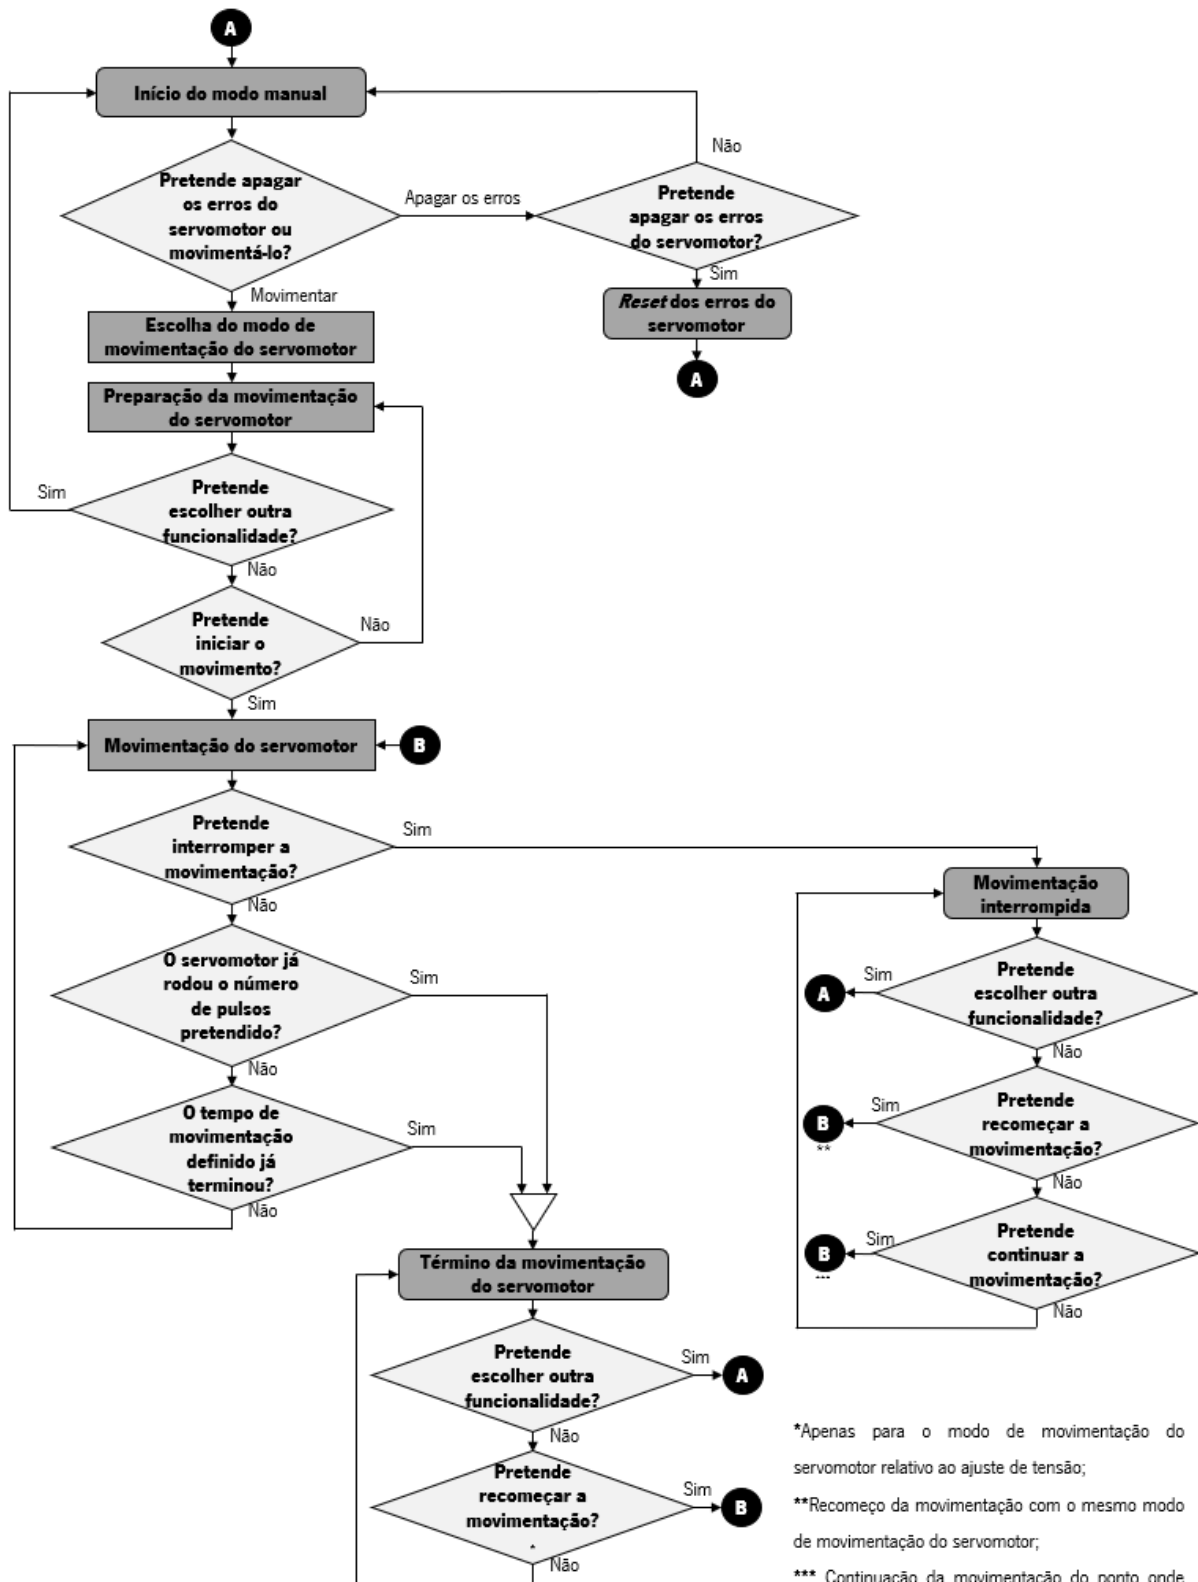 A
Início do modo manual
Não
Pretende apagar
os erros do
servomotor ou
movimentá-lo?
Apagar os erros
Pretende
apagar os erros
do servomotor?
Sim
Movimentar
Reset dos erros do
servomotor
A
Escolha do modo de
movimentação do servomotor
Preparação da movimentação
do servomotor
Sim
Pretende
escolher outra
funcionalidade?
Não
Pretende
iniciar o
movimento?
Não
Sim
Movimentação do servomotor
B
Pretende
interromper a
movimentação?
Sim
Não
Movimentação
interrompida
O servomotor já
rodou o número
de pulsos
pretendido?
Sim
Não
Pretende
escolher outra
funcionalidade?
Sim
A
Não
O tempo de
movimentação
definido já
terminou?
Sim
Não
Pretende
recomeçar a
movimentação?
Sim
B
**
Não
Pretende
continuar a
movimentação?
Sim
B
***
Não
Término da movimentação
do servomotor
Pretende
escolher outra
funcionalidade?
Sim
A
Não
Pretende
recomeçar a
movimentação?
*
Sim
B
Não
*Apenas para o modo de movimentação do
servomotor relativo ao ajuste de tensão;
**Recomeço da movimentação com o mesmo modo
de movimentação do servomotor;
*** Continuação da movimentação do ponto onde